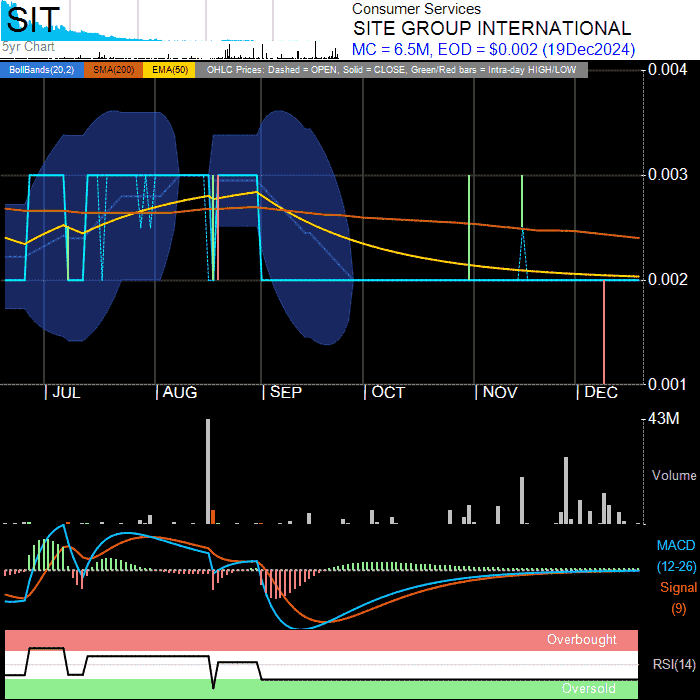 SIT
5yr Chart
Consumer Services
SITE GROUP INTERNATIONAL
MC = 6.5M, EOD = $0.002 (19Dec2024)
BollBands(20,2) SMA(200) EMA(50) OHLC Prices: Dashed = OPEN, Solid = CLOSE, Green/Red bars = Intra-day HIGH/LOW
0.004
0.003
0.002
0.001
| JUL | AUG | SEP | OCT | NOV | DEC
43M
Volume
MACD
(12-26)
Signal
(9)
Overbought
RSI(14)
Oversold